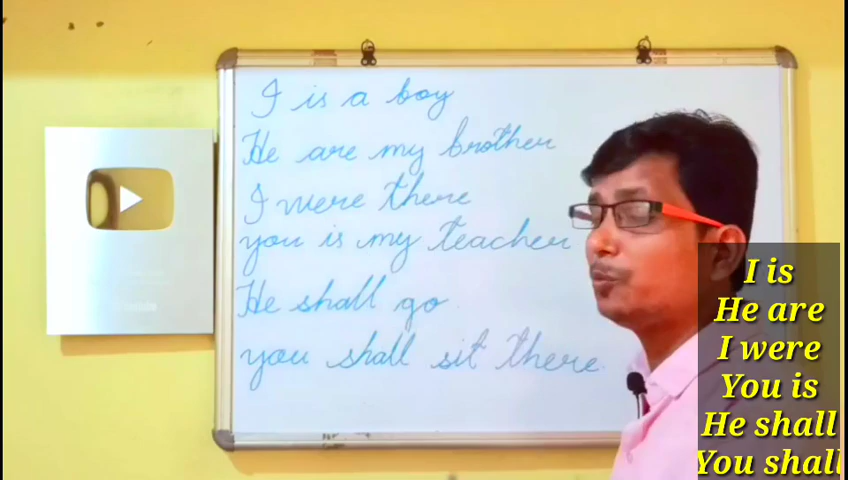 I is a boy
He are my brother
I were there
you is my teacher
He shall go
you shall sit there
I is
He are
I were
You is
He shall
You shall